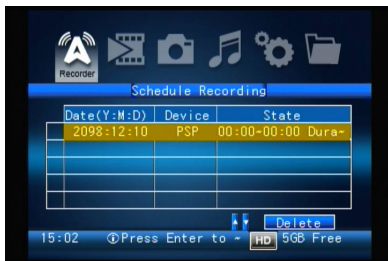 Recorder
Schedule Recording
Date(Y:M:D) Device State
2098:12:10 PSP 00:00~00:00 Dura~
Delete
15:02 ⓘPress Enter to ~ HD 5GB Free